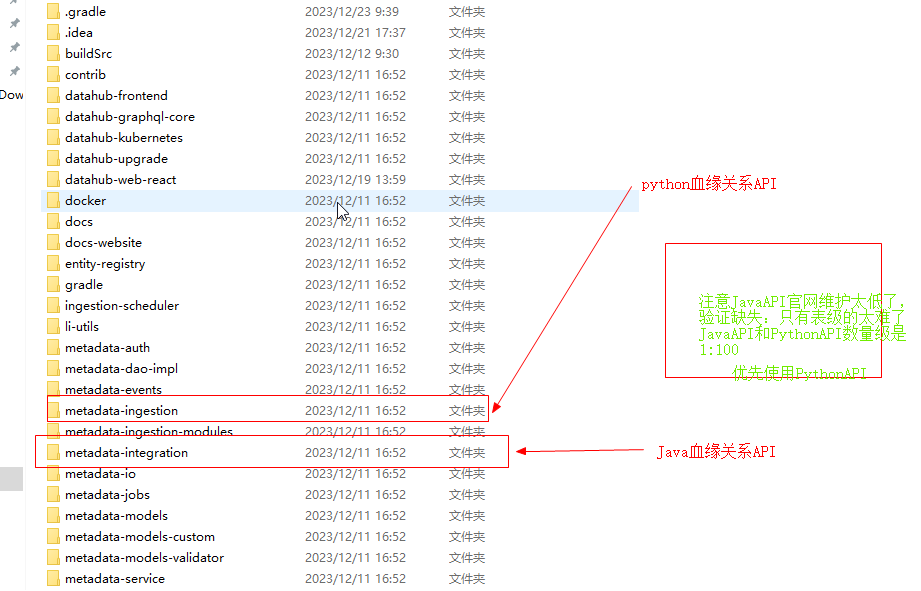 .gradle 2023/12/23 9:39 文件夹
.idea 2023/12/21 17:37 文件夹
buildSrc 2023/12/12 9:30 文件夹
contrib 2023/12/11 16:52 文件夹
Dow
datahub-frontend 2023/12/11 16:52 文件夹
datahub-graphql-core 2023/12/11 16:52 文件夹
datahub-kubernetes 2023/12/11 16:52 文件夹
datahub-upgrade 2023/12/11 16:52 文件夹
datahub-web-react 2023/12/19 13:59 文件夹
docker 2023/12/11 16:52 文件夹
docs 2023/12/11 16:52 文件夹
docs-website 2023/12/11 16:52 文件夹
entity-registry 2023/12/11 16:52 文件夹
gradle 2023/12/11 16:52 文件夹
ingestion-scheduler 2023/12/11 16:52 文件夹
li-utils 2023/12/11 16:52 文件夹
metadata-auth 2023/12/11 16:52 文件夹
metadata-dao-impl 2023/12/11 16:52 文件夹
metadata-events 2023/12/11 16:52 文件夹
metadata-ingestion 2023/12/11 16:52 文件夹
metadata-ingestion-modules 2023/12/11 16:52 文件夹
metadata-integration 2023/12/11 16:52 文件夹
metadata-io 2023/12/11 16:52 文件夹
metadata-jobs 2023/12/11 16:52 文件夹
metadata-models 2023/12/11 16:52 文件夹
metadata-models-custom 2023/12/11 16:52 文件夹
metadata-models-validator 2023/12/11 16:52 文件夹
metadata-service 2023/12/11 16:52 文件夹
python血缘关系API
注意JavaAPI官网维护太低了，
验证缺失：只有表级的太难了
JavaAPI和PythonAPI数量级是
1:100
优先使用PythonAPI
Java血缘关系API